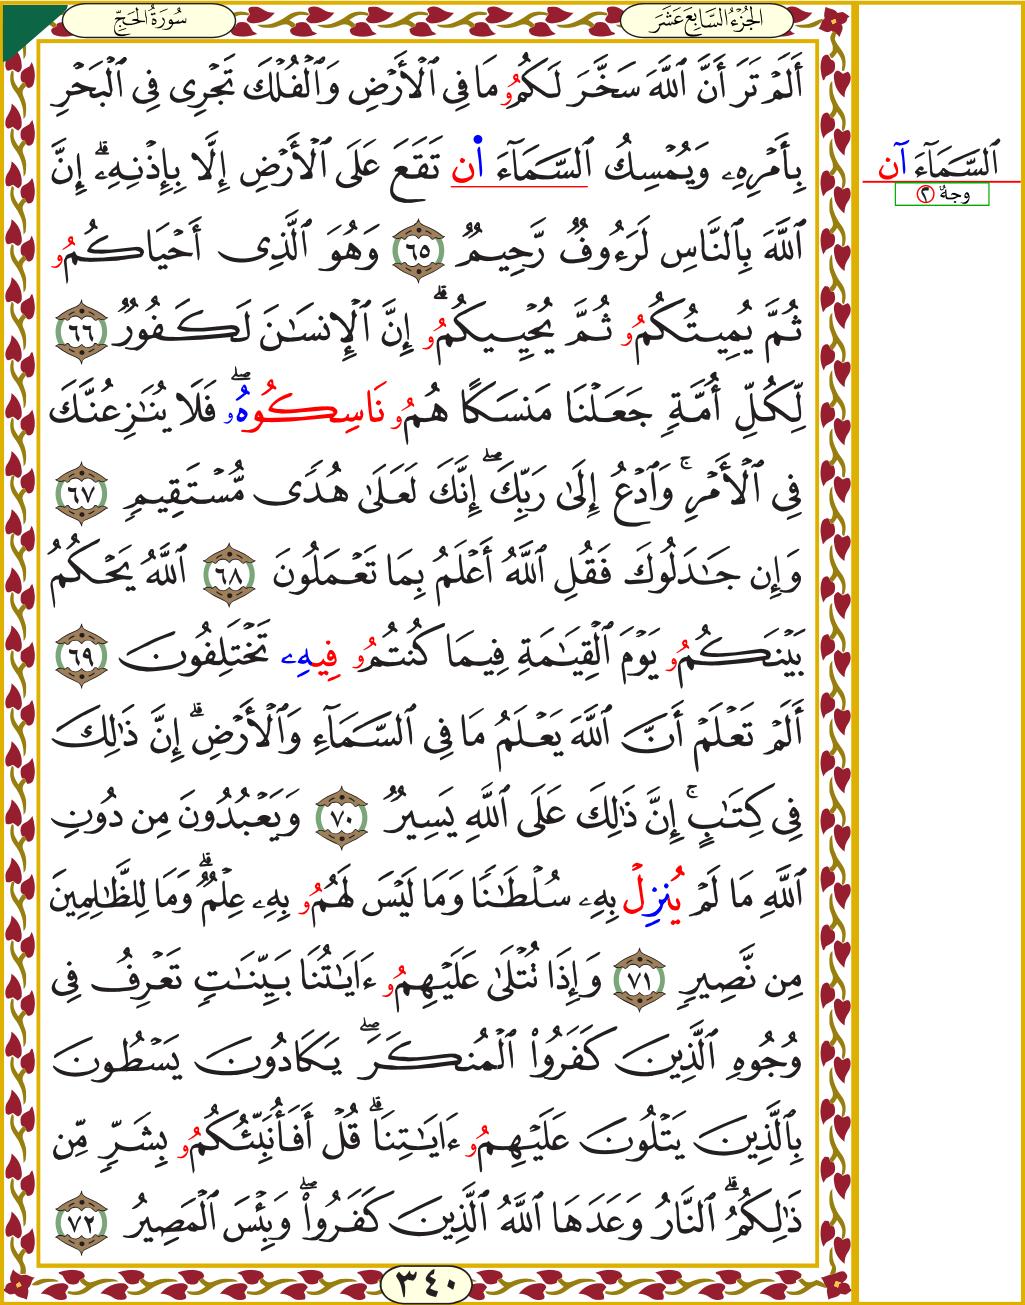 سُورَةُ الحَجِّ
الجُزْءُ السَّابِعَ عَشَرَ
أَلَمْ تَرَ أَنَّ ٱللَّهَ سَخَّرَ لَكُمُۥ مَا فِى ٱلْأَرْضِ وَٱلْفُلْكَ تَجْرِى فِى ٱلْبَحْرِ
بِأَمْرِهِۦ وَيُمْسِكُ ٱلسَّمَآءَ ا۬ن تَقَعَ عَلَى ٱلْأَرْضِ إِلَّا بِإِذْنِهِۦٓۗ إِنَّ
ٱللَّهَ بِٱلنَّاسِ لَرَءُوفٌ رَّحِيمٌ ٦٥ وَهُوَ ٱلَّذِىٓ أَحْيَاكُمُۥ
ثُمَّ يُمِيتُكُمُۥ ثُمَّ يُحْيِيكُمُۥٓۗ إِنَّ ٱلْإِنسَـٰنَ لَكَفُورٌ ٦٦
لِّكُلِّ أُمَّةٍ جَعَلْنَا مَنسَكًا هُمُۥ نَاسِكُوهُۥۖ فَلَا يُنَـٰزِعُنَّكَ
فِى ٱلْأَمْرِۚ وَٱدْعُ إِلَىٰ رَبِّكَۖ إِنَّكَ لَعَلَىٰ هُدًى مُّسْتَقِيمٍ ٦٧
وَإِن جَـٰدَلُوكَ فَقُلِ ٱللَّهُ أَعْلَمُ بِمَا تَعْمَلُونَ ٦٨ ٱللَّهُ يَحْكُمُ
بَيْنَكُمُۥ يَوْمَ ٱلْقِيَـٰمَةِ فِيمَا كُنتُمُۥ فِيهِۦ تَخْتَلِفُونَ ٦٩
أَلَمْ تَعْلَمْ أَنَّ ٱللَّهَ يَعْلَمُ مَا فِى ٱلسَّمَآءِ وَٱلْأَرْضِۗ إِنَّ ذَٰلِكَ
فِى كِتَـٰبٍۚ إِنَّ ذَٰلِكَ عَلَى ٱللَّهِ يَسِيرٌ ٧٠ وَيَعْبُدُونَ مِن دُونِ
ٱللَّهِ مَا لَمْ يُنزِلْ بِهِۦ سُلْطَـٰنًا وَمَا لَيْسَ لَهُمُۥ بِهِۦ عِلْمٌۗ وَمَا لِلظَّـٰلِمِينَ
مِن نَّصِيرٍ ٧١ وَإِذَا تُتْلَىٰ عَلَيْهِمُۥٓ ءَايَـٰتُنَا بَيِّنَـٰتٍ تَعْرِفُ فِى
وُجُوهِ ٱلَّذِينَ كَفَرُوا۟ ٱلْمُنكَرَۖ يَكَادُونَ يَسْطُونَ
بِٱلَّذِينَ يَتْلُونَ عَلَيْهِمُۥٓ ءَايَـٰتِنَاۗ قُلْ أَفَأُنَبِّئُكُمُۥ بِشَرٍّ مِّن
ذَٰلِكُمُۗ ٱلنَّارُ وَعَدَهَا ٱللَّهُ ٱلَّذِينَ كَفَرُوا۟ۖ وَبِئْسَ ٱلْمَصِيرُ ٧٢
٣٤٠
ٱلسَّمَآءَ آن
وجهٌ ٢